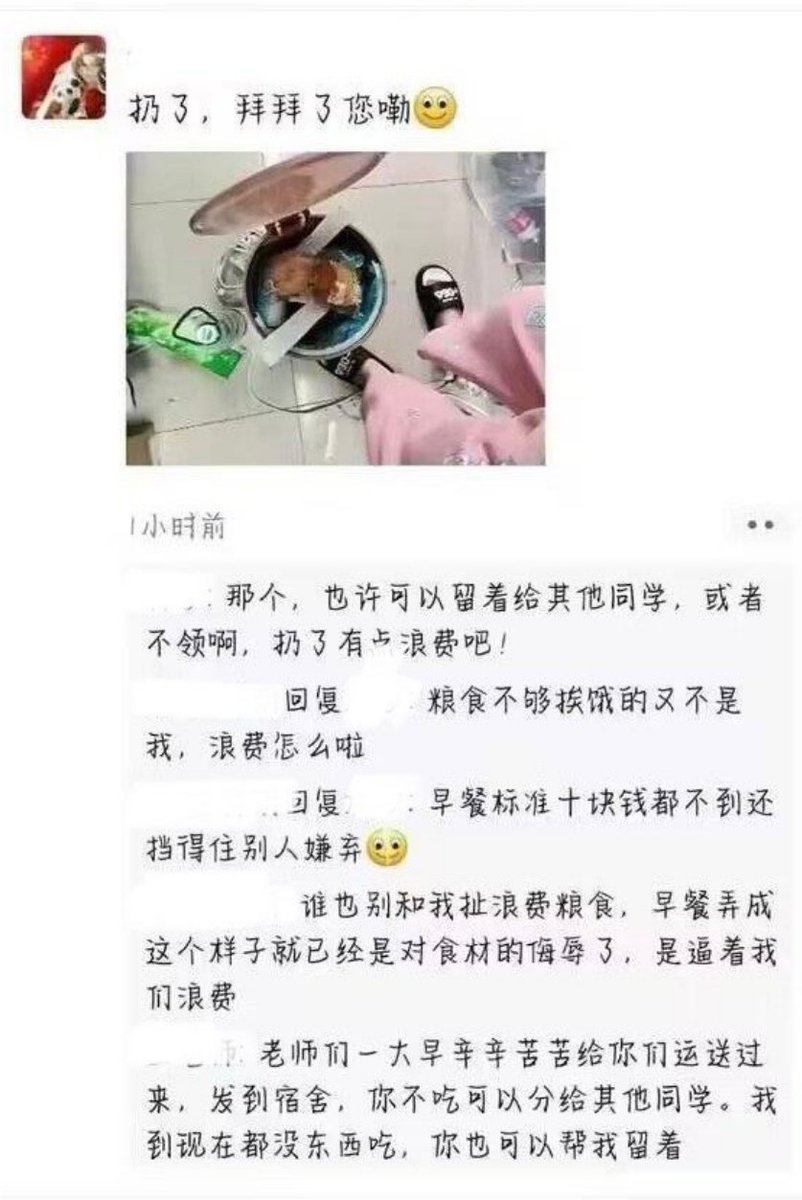 扔了，拜拜了您嘞
1小时前
那个，也许可以留着给其他同学，或者
不领啊，扔了有点浪费吧！
回复 : 粮食不够挨饿的又不是
我，浪费怎么啦
回复 : 早餐标准十块钱都不到还
挡得住别人嫌弃
谁也别和我扯浪费粮食，早餐弄成
这个样子就已经是对食材的侮辱了，是逼着我
们浪费
老师们一大早辛辛苦苦给你们运送过
来，发到宿舍，你不吃可以分给其他同学。我
到现在都没东西吃，你也可以帮我留着